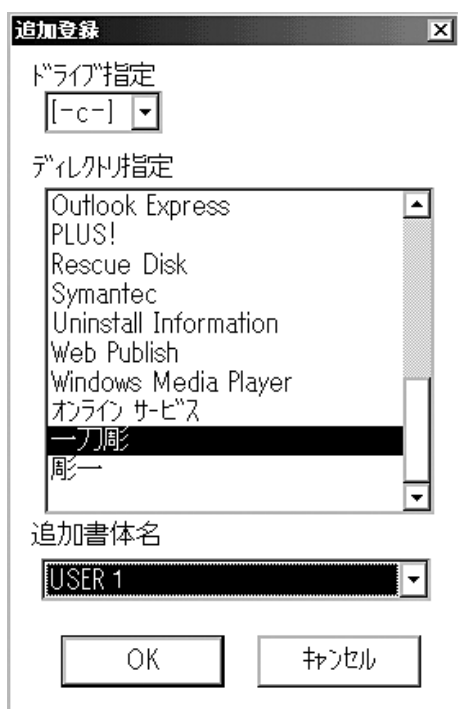 追加登録
ﾄﾞﾗｲﾌﾞ指定
[-c-]
ﾃﾞｨﾚｸﾄﾘ指定
Outlook Express
PLUS!
Rescue Disk
Symantec
Uninstall Information
Web Publish
Windows Media Player
ｵﾝﾗｲﾝ ｻｰﾋﾞｽ
一刀彫
彫一
追加書体名
USER 1
OK
ｷｬﾝｾﾙ